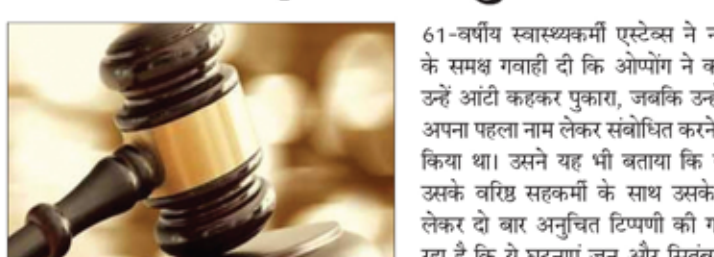 61-वर्षीय स्वास्थ्यकर्मी एस्टेव्स ने
के समक्ष गवाही दी कि ओप्पोंग ने
उन्हें आंटी कहकर पुकारा, जबकि
अपना पहला नाम लेकर संबोधित करने
किया था। उसने यह भी बताया कि
उसके वरिष्ठ सहकर्मी के साथ उसके
लेकर दो बार अनुचित टिप्पणी की